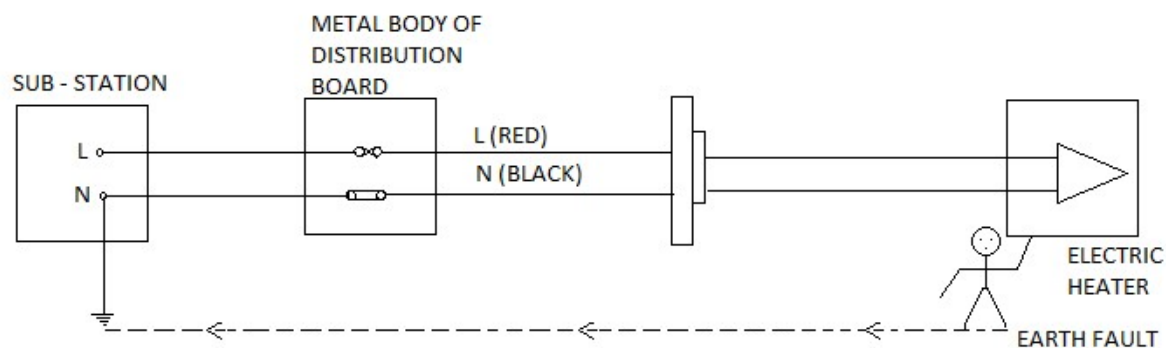 METAL BODY OF
DISTRIBUTION
BOARD
SUB - STATION
L
N
L (RED)
N (BLACK)
ELECTRIC
HEATER
EARTH FAULT